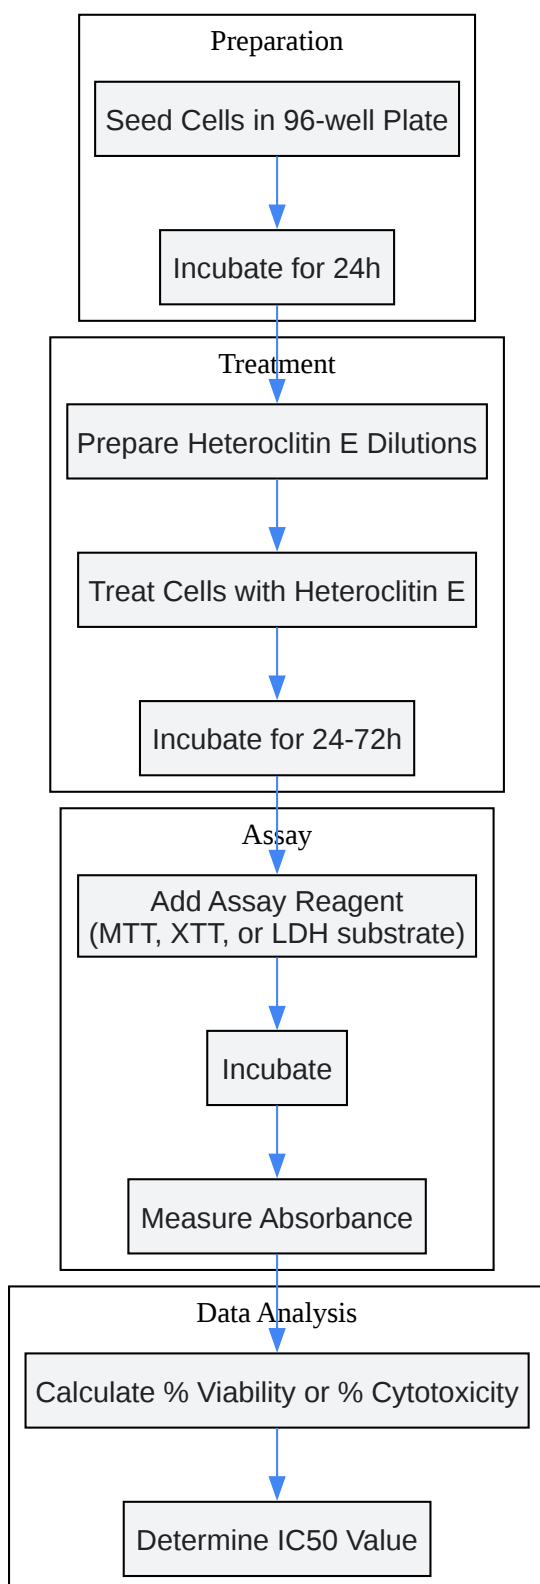 Preparation
Seed Cells in 96-well Plate
Incubate for 24h
Treatment
Prepare Heteroclitin E Dilutions
Treat Cells with Heteroclitin E
Incubate for 24-72h
Assay
Add Assay Reagent
(MTT, XTT, or LDH substrate)
Incubate
Measure Absorbance
Data Analysis
Calculate % Viability or % Cytotoxicity
Determine IC50 Value